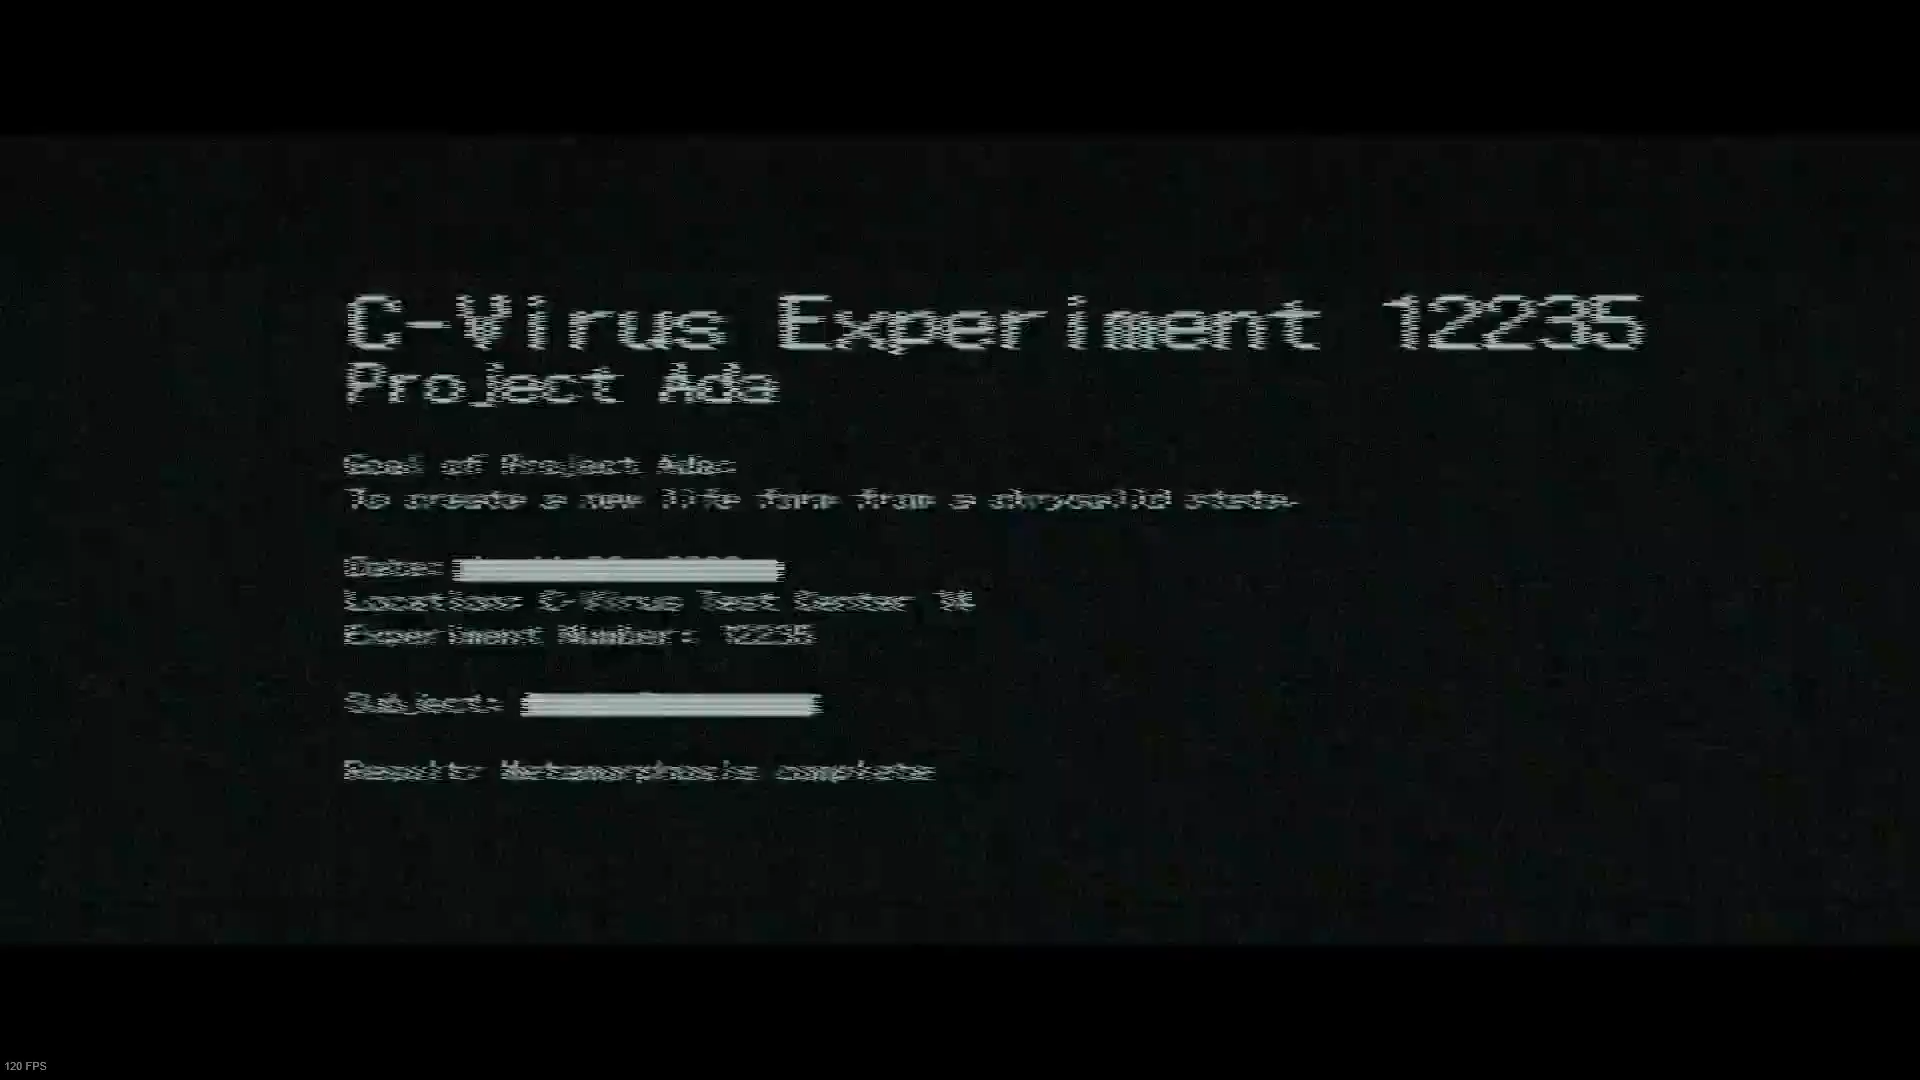 C-Virus Experiment 12235
Project Ada
Goal of Project Ada:
To create a new life form from a chrysalid state.
Date:
Location: C-Virus Test Center 14
Experiment Number: 12235
Subject:
Result: Metamorphosis complete
120 FPS